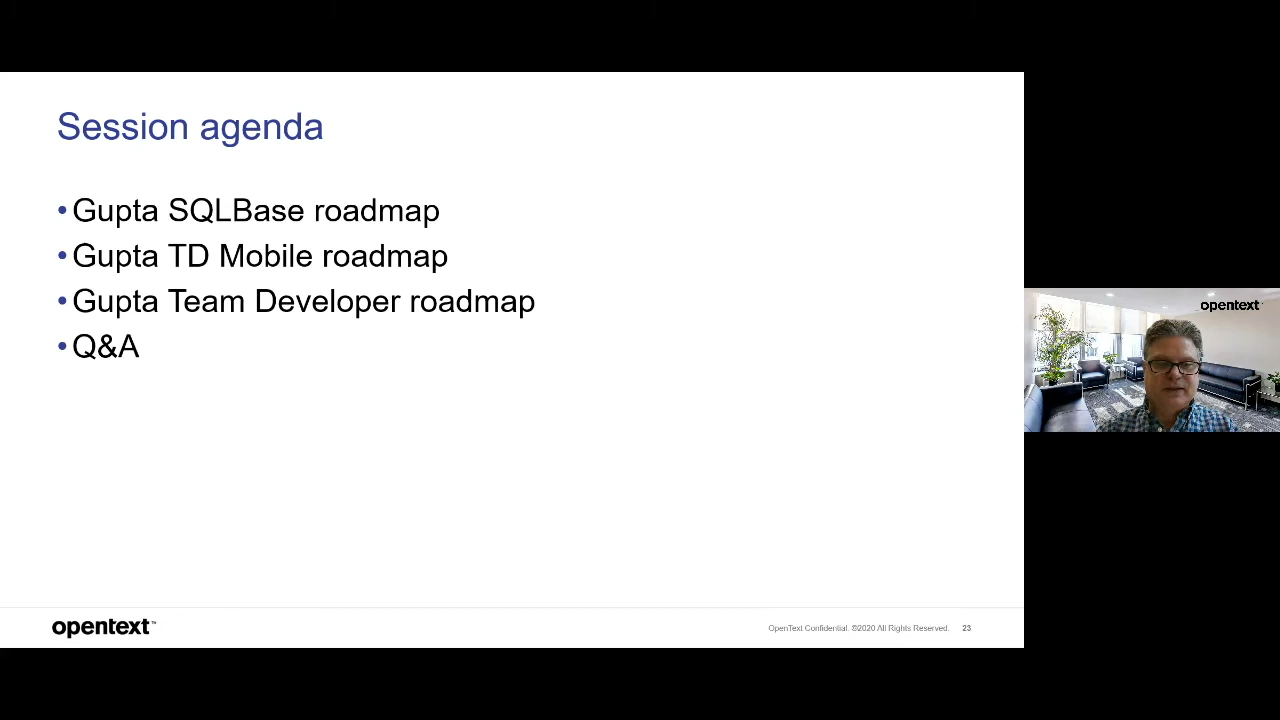 Session agenda
• Gupta SQLBase roadmap
• Gupta TD Mobile roadmap
• Gupta Team Developer roadmap
• Q&A
opentext
opentext™
OpenText Confidential. ©2020 All Rights Reserved. 23